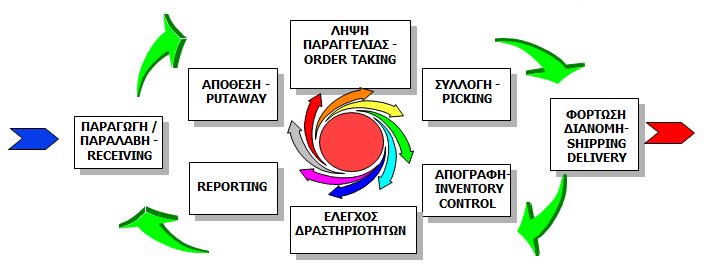 ΠΑΡΑΓΩΓΗ /
ΠΑΡΑΛΑΒΗ -
RECEIVING
ΑΠΟΘΕΣΗ -
PUTAWAY
ΛΗΨΗ
ΠΑΡΑΓΓΕΛΙΑΣ -
ORDER TAKING
ΣΥΛΛΟΓΗ -
PICKING
ΦΟΡΤΩΣΗ
ΔΙΑΝΟΜΗ-
SHIPPING
DELIVERY
ΑΠΟΓΡΑΦΗ-
INVENTORY
CONTROL
ΕΛΕΓΧΟΣ
ΔΡΑΣΤΗΡΙΟΤΗΤΩΝ
REPORTING